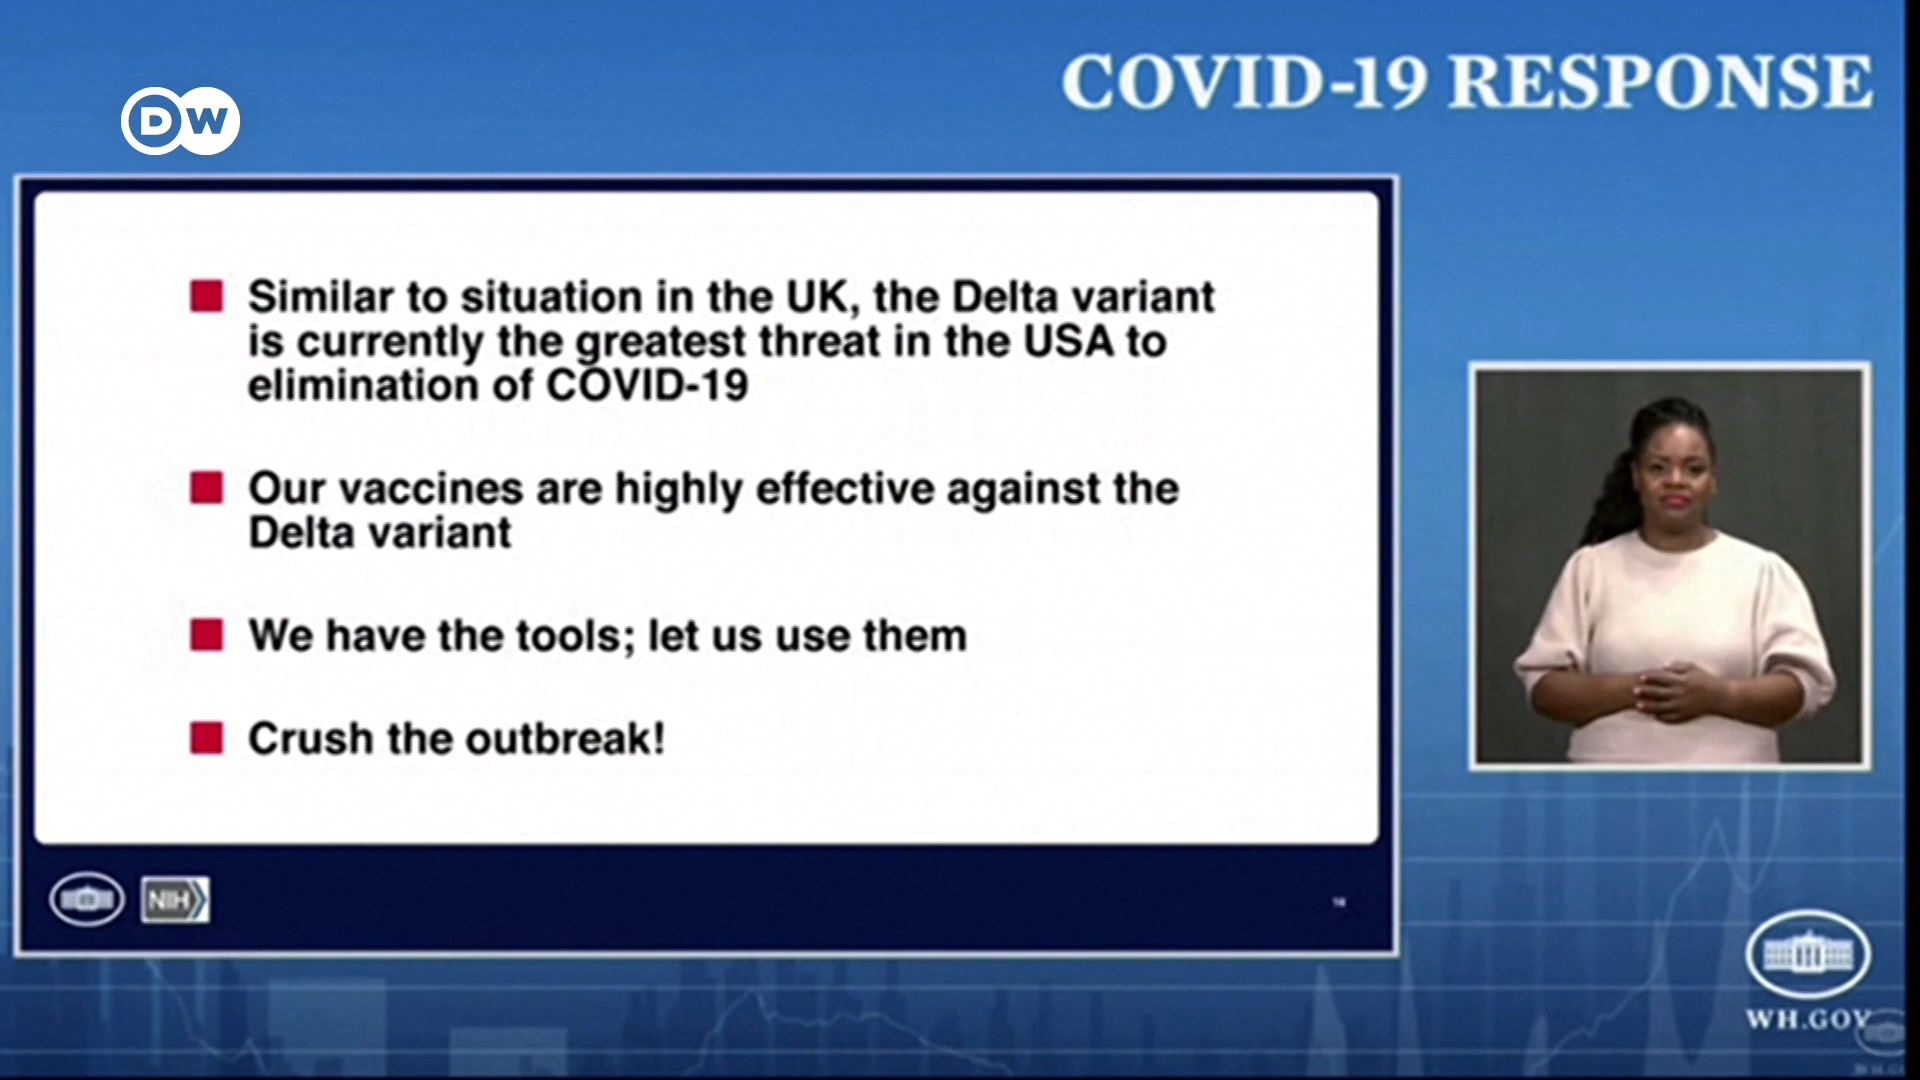 COVID-19 RESPONSE
DW
Similar to situation in the UK, the Delta variant
is currently the greatest threat in the USA to
elimination of COVID-19
Our vaccines are highly effective against the
Delta variant
We have the tools; let us use them
Crush the outbreak!
NIH
WH.GOV